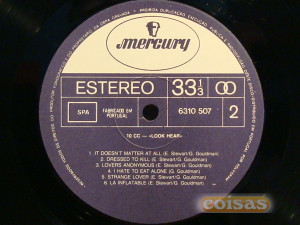 mercury
ESTEREO 33 1/3
SPA
FABRICADO EM
PORTUGAL
6310 507
2
10 CC — «LOOK HEAR»
1. IT DOESN'T MATTER AT ALL (E. Stewart/G. Gouldman)
2. DRESSED TO KILL (E. Stewart/G. Gouldman)
3. LOVERS ANONYMOUS (E. Stewart/G. Gouldman)
4. I HATE TO EAT ALONE (G. Gouldman)
5. STRANGE LOVER (E. Stewart/G. Gouldman)
6. LA INFLATABLE (E. Stewart/G. Gouldman)
coisas